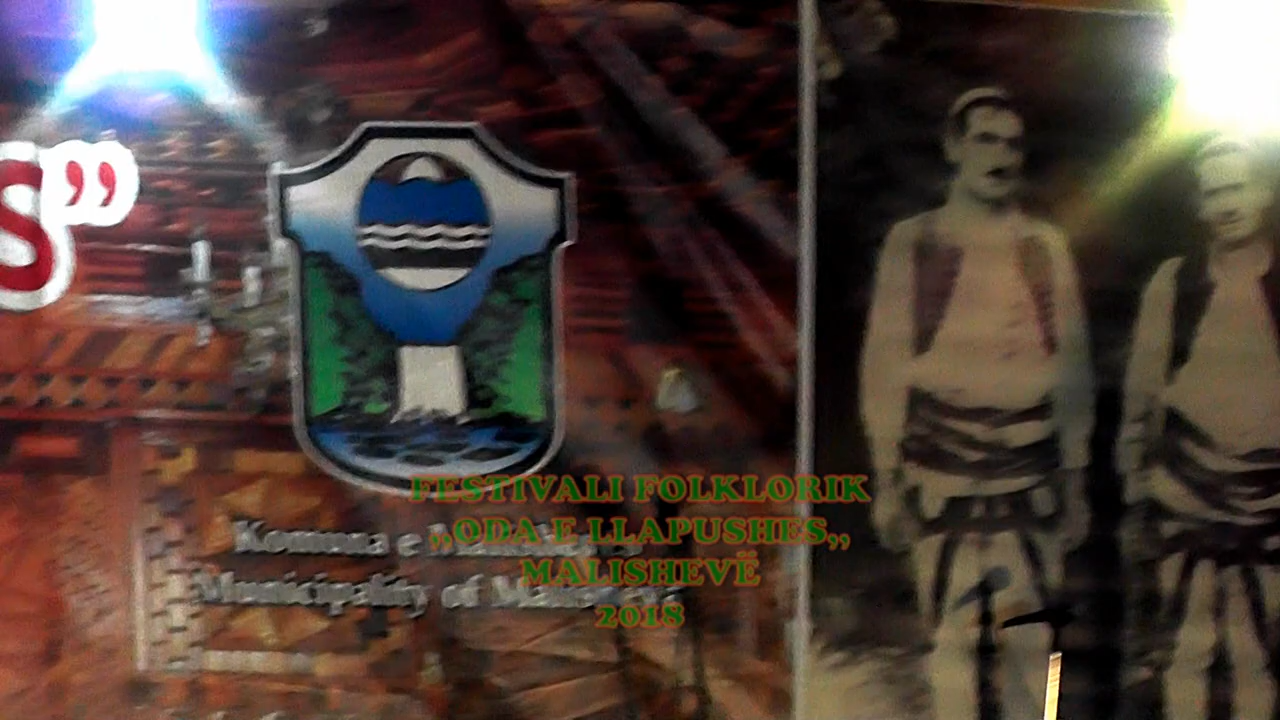 S”
FESTIVALI FOLKLORIK
,,ODA E LLAPUSHES,,
MALISHEVË
2018
Komuna e
Municipality of